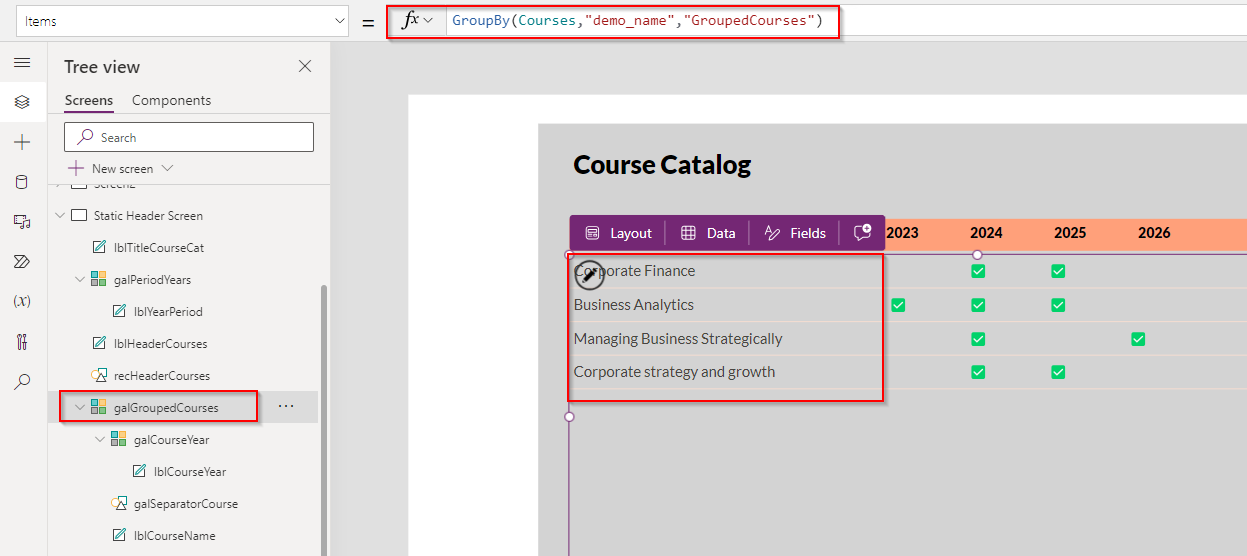 Items
= fx GroupBy(Courses,"demo_name","GroupedCourses")
Tree view
Screens Components
Search
New screen
Screen2
Static Header Screen
lblTitleCourseCat
galPeriodYears
lblYearPeriod
lblHeaderCourses
recHeaderCourses
galGroupedCourses ...
galCourseYear
lblCourseYear
galSeparatorCourse
lblCourseName
(x)
Course Catalog
Layout Data Fields 2023 2024 2025 2026
Corporate Finance
Business Analytics
Managing Business Strategically
Corporate strategy and growth